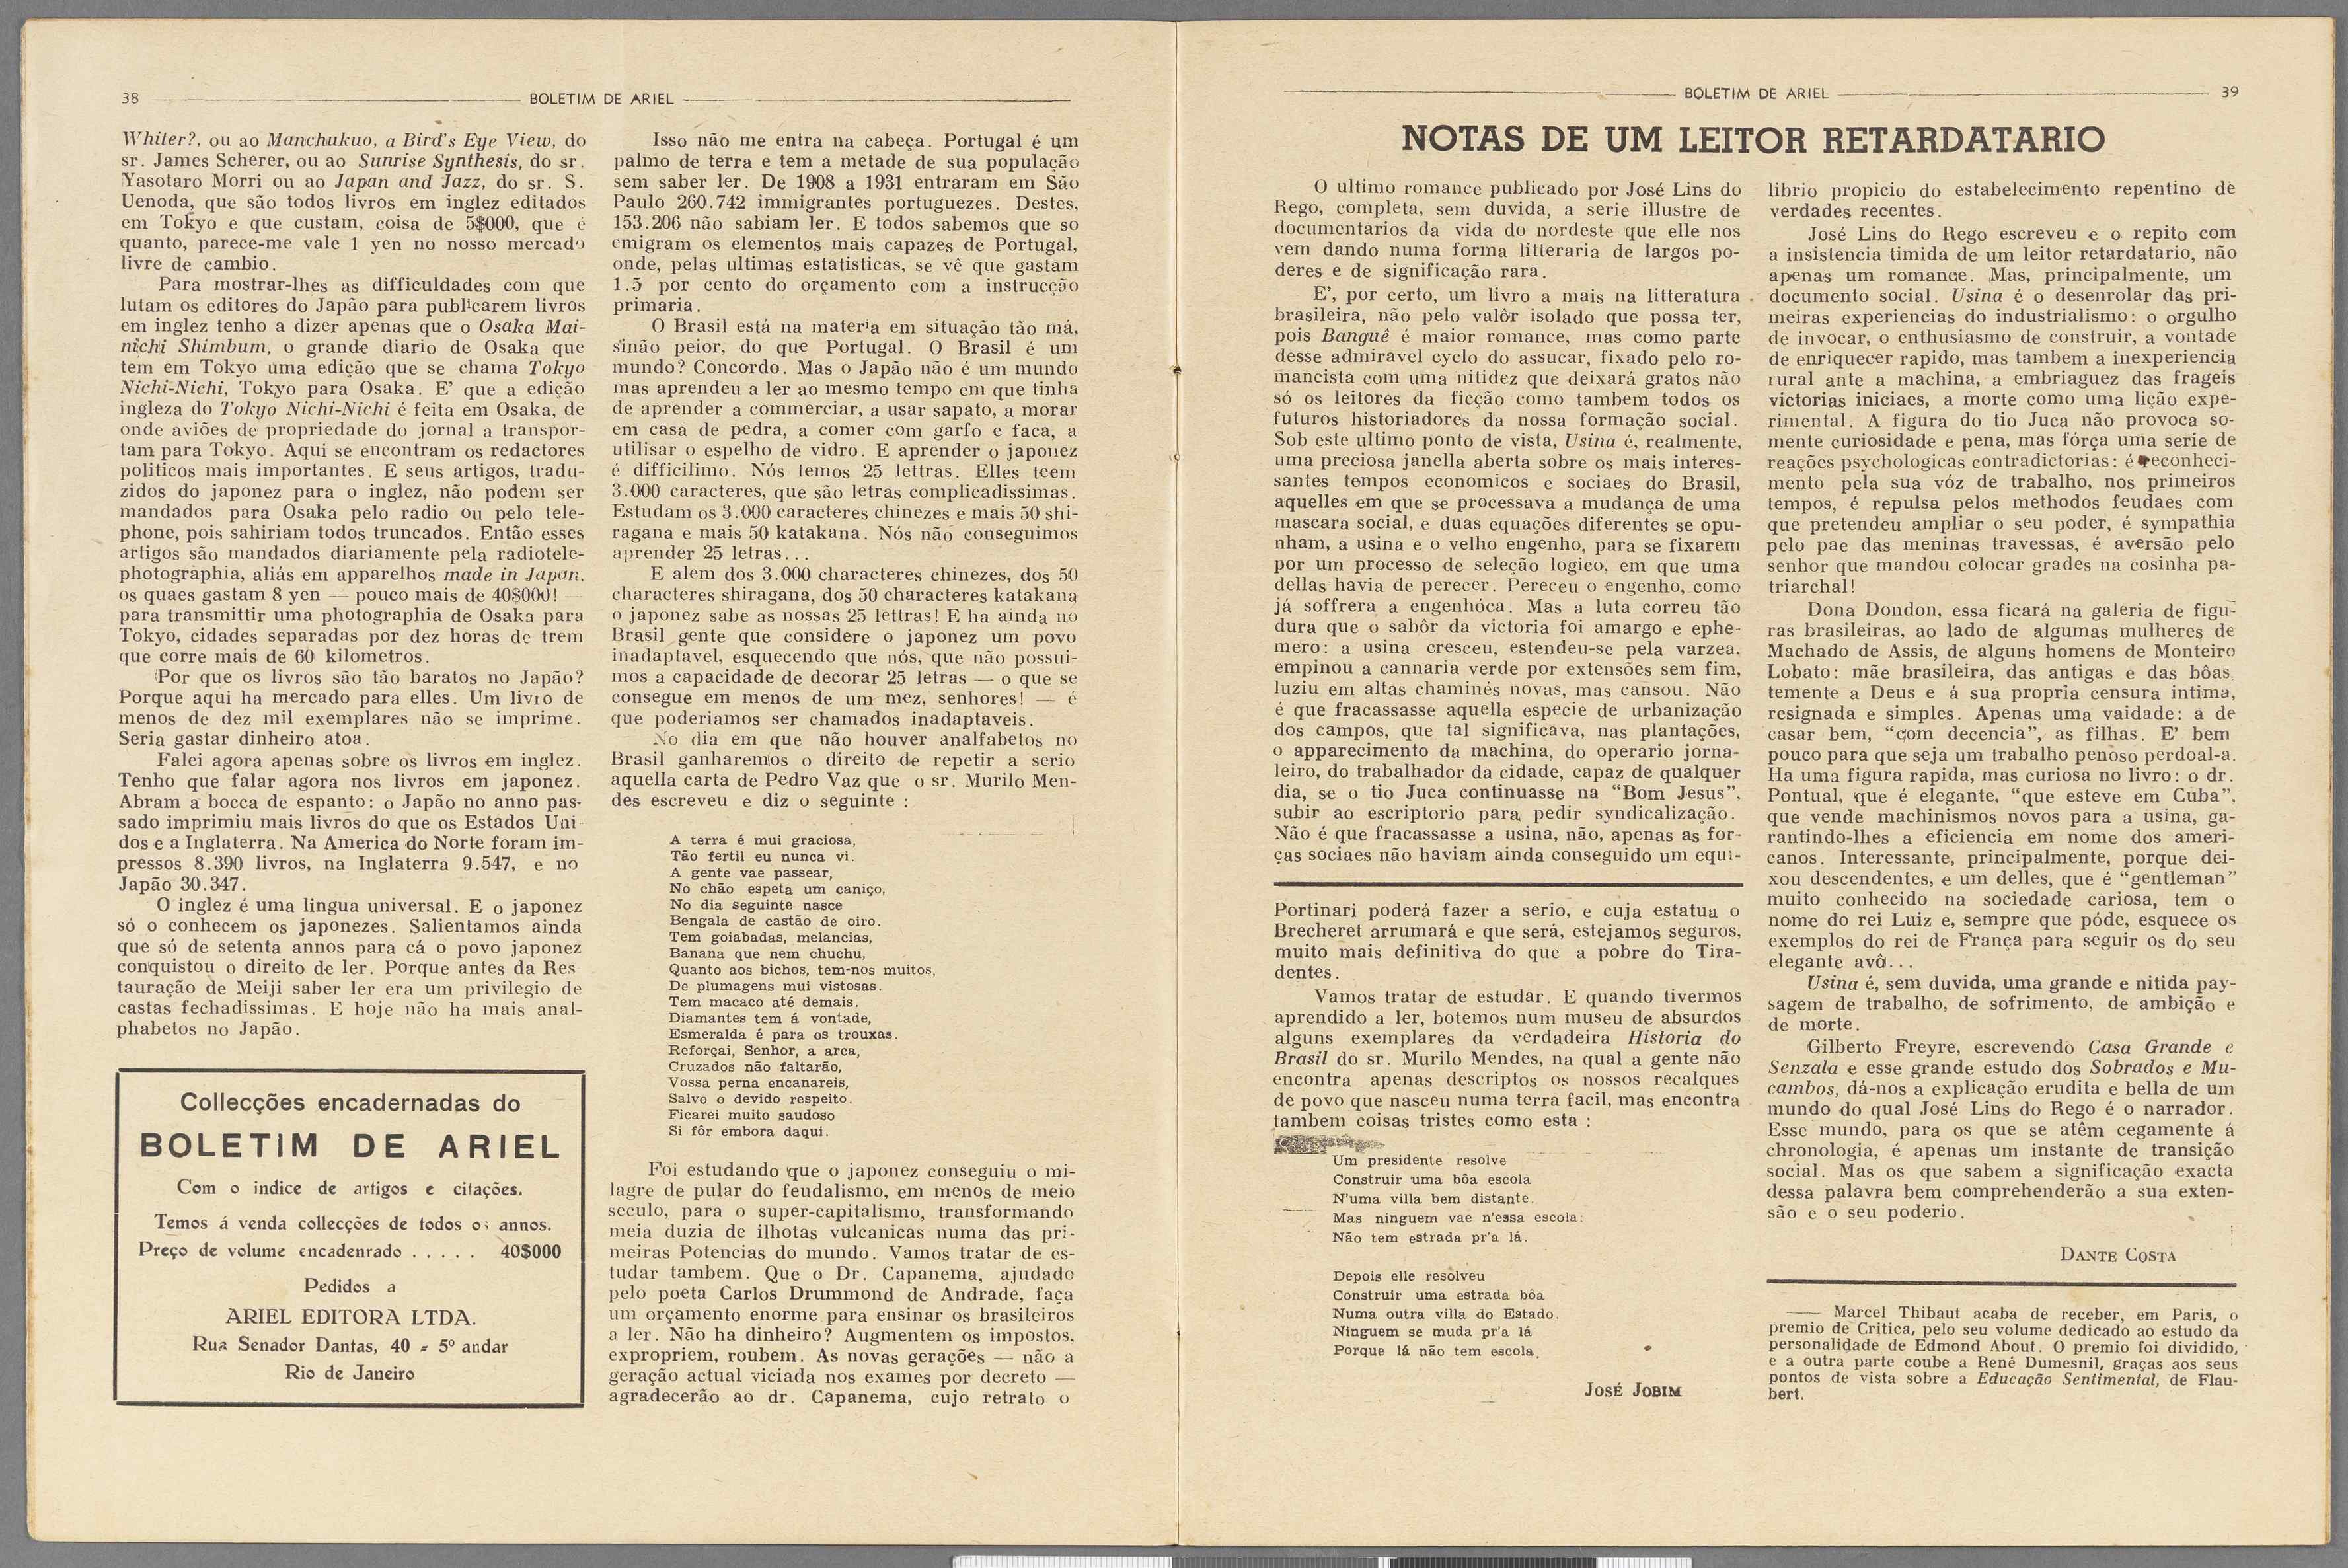 38
BOLETIM DE ARIEL
Whiter?, ou ao Manchukuo, a Bird's Eye View, do
sr. James Scherer, ou ao Sunrise Synthesis, do sr.
Yasotaro Morri ou ao Japan and Jazz, do sr. S.
Uenoda, que são todos livros em inglez editados
em Tokyo e que custam, coisa de 5$000, que é
quanto, parece-me vale 1 yen no nosso mercado
livre de cambio.
Para mostrar-lhes as difficuldades com que
lutam os editores do Japão para publicarem livros
em inglez tenho a dizer apenas que o Osaka Mai-
nichi Shimbum, o grande diario de Osaka que
tem em Tokyo uma edição que se chama Tokyo
Nichi-Nichi, Tokyo para Osaka. E' que a edição
ingleza do Tokyo Nichi-Nichi é feita em Osaka, de
onde aviões de propriedade do jornal a transpor-
tam para Tokyo. Aqui se encontram os redactores
politicos mais importantes. E seus artigos, tradu-
zidos do japonez para o inglez, não podem ser
mandados para Osaka pelo radio ou pelo tele-
phone, pois sahiriam todos truncados. Então esses
artigos são mandados diariamente pela radiotele-
photographia, aliás em apparelhos made in Japan,
os quaes gastam 8 yen — pouco mais de 40$000! —
para transmittir uma photographia de Osaka para
Tokyo, cidades separadas por dez horas de trem
que corre mais de 60 kilometros.
Por que os livros são tão baratos no Japão?
Porque aqui ha mercado para elles. Um livro de
menos de dez mil exemplares não se imprime.
Seria gastar dinheiro atoa.
Falei agora apenas sobre os livros em inglez.
Tenho que falar agora nos livros em japonez.
Abram a bocca de espanto: o Japão no anno pas-
sado imprimiu mais livros do que os Estados Uni-
dos e a Inglaterra. Na America do Norte foram im-
pressos 8.390 livros, na Inglaterra 9.547, e no
Japão 30.347.
O inglez é uma lingua universal. E o japonez
só o conhecem os japonezes. Salientamos ainda
que só de setenta annos para cá o povo japonez
conquistou o direito de ler. Porque antes da Res
tauração de Meiji saber ler era um privilegio de
castas fechadissimas. E hoje não ha mais anal-
phabetos no Japão.
Collecções encadernadas do
BOLETIM DE ARIEL
Com o indice de artigos e citações.
Temos á venda collecções de todos os annos.
Preço de volume encadenrado . . . . . 40$000
Pedidos a
ARIEL EDITORA LTDA.
Rua Senador Dantas, 40 - 5º andar
Rio de Janeiro
Isso não me entra na cabeça. Portugal é um
palmo de terra e tem a metade de sua população
sem saber ler. De 1908 a 1931 entraram em São
Paulo 260.742 immigrantes portuguezes. Destes,
153.206 não sabiam ler. E todos sabemos que so
emigram os elementos mais capazes de Portugal,
onde, pelas ultimas estatisticas, se vê que gastam
1.5 por cento do orçamento com a instrucção
primaria.
O Brasil está na materia em situação tão má,
sinão peior, do que Portugal. O Brasil é um
mundo? Concordo. Mas o Japão não é um mundo
mas aprendeu a ler ao mesmo tempo em que tinha
de aprender a commerciar, a usar sapato, a morar
em casa de pedra, a comer com garfo e faca, a
utilisar o espelho de vidro. E aprender o japonez
é difficilimo. Nós temos 25 lettras. Elles teem
3.000 caracteres, que são letras complicadissimas.
Estudam os 3.000 caracteres chinezes e mais 50 shi-
ragana e mais 50 katakana. Nós não conseguimos
aprender 25 letras...
E alem dos 3.000 characteres chinezes, dos 50
characteres shiragana, dos 50 characteres katakana
o japonez sabe as nossas 25 lettras! E ha ainda no
Brasil gente que considere o japonez um povo
inadaptavel, esquecendo que nós, que não possui-
mos a capacidade de decorar 25 letras — o que se
consegue em menos de um mez, senhores! — é
que poderiamos ser chamados inadaptaveis.
No dia em que não houver analfabetos no
Brasil ganharemos o direito de repetir a serio
aquella carta de Pedro Vaz que o sr. Murilo Men-
des escreveu e diz o seguinte :
A terra é mui graciosa,
Tão fertil eu nunca vi.
A gente vae passear,
No chão espeta um caniço,
No dia seguinte nasce
Bengala de castão de oiro.
Tem goiabadas, melancias,
Banana que nem chuchu,
Quanto aos bichos, tem-nos muitos,
De plumagens mui vistosas.
Tem macaco até demais.
Diamantes tem á vontade,
Esmeralda é para os trouxas.
Reforçai, Senhor, a arca,
Cruzados não faltarão,
Vossa perna encanareis,
Salvo o devido respeito.
Ficarei muito saudoso
Si fôr embora daqui.
Foi estudando que o japonez conseguiu o mi-
lagre de pular do feudalismo, em menos de meio
seculo, para o super-capitalismo, transformando
meia duzia de ilhotas vulcanicas numa das pri-
meiras Potencias do mundo. Vamos tratar de es-
tudar tambem. Que o Dr. Capanema, ajudado
pelo poeta Carlos Drummond de Andrade, faça
um orçamento enorme para ensinar os brasileiros
a ler. Não ha dinheiro? Augmentem os impostos,
expropriem, roubem. As novas gerações — não a
geração actual viciada nos exames por decreto —
agradecerão ao dr. Capanema, cujo retrato o
BOLETIM DE ARIEL
39
NOTAS DE UM LEITOR RETARDATARIO
O ultimo romance publicado por José Lins do
Rego, completa, sem duvida, a serie illustre de
documentarios da vida do nordeste que elle nos
vem dando numa forma litteraria de largos po-
deres e de significação rara.
E', por certo, um livro a mais na litteratura
brasileira, não pelo valôr isolado que possa ter,
pois Banguê é maior romance, mas como parte
desse admiravel cyclo do assucar, fixado pelo ro-
mancista com uma nitidez que deixará gratos não
só os leitores da ficção como tambem todos os
futuros historiadores da nossa formação social.
Sob este ultimo ponto de vista, Usina é, realmente,
uma preciosa janella aberta sobre os mais interes-
santes tempos economicos e sociaes do Brasil,
aquelles em que se processava a mudança de uma
mascara social, e duas equações diferentes se opu-
nham, a usina e o velho engenho, para se fixarem
por um processo de seleção logico, em que uma
dellas havia de perecer. Pereceu o engenho, como
já soffrera a engenhóca. Mas a luta correu tão
dura que o sabôr da victoria foi amargo e ephe-
mero: a usina cresceu, estendeu-se pela varzea,
empinou a cannaria verde por extensões sem fim,
luziu em altas chaminés novas, mas cansou. Não
é que fracassasse aquella especie de urbanização
dos campos, que tal significava, nas plantações,
o apparecimento da machina, do operario jorna-
leiro, do trabalhador da cidade, capaz de qualquer
dia, se o tio Juca continuasse na "Bom Jesus",
subir ao escriptorio para pedir syndicalização.
Não é que fracassasse a usina, não, apenas as for-
ças sociaes não haviam ainda conseguido um equi-
Portinari poderá fazer a serio, e cuja estatua o
Brecheret arrumará e que será, estejamos seguros,
muito mais definitiva do que a pobre do Tira-
dentes.
Vamos tratar de estudar. E quando tivermos
aprendido a ler, botemos num museu de absurdos
alguns exemplares da verdadeira Historia do
Brasil do sr. Murilo Mendes, na qual a gente não
encontra apenas descriptos os nossos recalques
de povo que nasceu numa terra facil, mas encontra
tambem coisas tristes como esta :
Um presidente resolve
Construir uma bôa escola
N'uma villa bem distante.
Mas ninguem vae n'essa escola:
Não tem estrada pr'a lá.
Depois elle resolveu
Construir uma estrada bôa
Numa outra villa do Estado.
Ninguem se muda pr'a lá
Porque lá não tem escola.
JOSÉ JOBIM
librio propicio do estabelecimento repentino de
verdades recentes.
José Lins do Rego escreveu e o repito com
a insistencia timida de um leitor retardatario, não
apenas um romance. Mas, principalmente, um
documento social. Usina é o desenrolar das pri-
meiras experiencias do industrialismo: o orgulho
de invocar, o enthusiasmo de construir, a vontade
de enriquecer rapido, mas tambem a inexperiencia
rural ante a machina, a embriaguez das frageis
victorias iniciaes, a morte como uma lição expe-
rimental. A figura do tio Juca não provoca so-
mente curiosidade e pena, mas fórça uma serie de
reações psychologicas contradictorias: é reconheci-
mento pela sua vóz de trabalho, nos primeiros
tempos, é repulsa pelos methodos feudaes com
que pretendeu ampliar o seu poder, é sympathia
pelo pae das meninas travessas, é aversão pelo
senhor que mandou colocar grades na cosinha pa-
triarchal!
Dona Dondon, essa ficará na galeria de figu-
ras brasileiras, ao lado de algumas mulheres de
Machado de Assis, de alguns homens de Monteiro
Lobato: mãe brasileira, das antigas e das bôas,
temente a Deus e á sua propria censura intima,
resignada e simples. Apenas uma vaidade: a de
casar bem, "com decencia", as filhas. E' bem
pouco para que seja um trabalho penoso perdoal-a.
Ha uma figura rapida, mas curiosa no livro: o dr.
Pontual, que é elegante, "que esteve em Cuba",
que vende machinismos novos para a usina, ga-
rantindo-lhes a eficiencia em nome dos ameri-
canos. Interessante, principalmente, porque dei-
xou descendentes, e um delles, que é "gentleman"
muito conhecido na sociedade cariosa, tem o
nome do rei Luiz e, sempre que póde, esquece os
exemplos do rei de França para seguir os do seu
elegante avô...
Usina é, sem duvida, uma grande e nitida pay-
sagem de trabalho, de sofrimento, de ambição e
de morte.
Gilberto Freyre, escrevendo Casa Grande e
Senzala e esse grande estudo dos Sobrados e Mu-
cambos, dá-nos a explicação erudita e bella de um
mundo do qual José Lins do Rego é o narrador.
Esse mundo, para os que se atêm cegamente á
chronologia, é apenas um instante de transição
social. Mas os que sabem a significação exacta
dessa palavra bem comprehenderão a sua exten-
são e o seu poderio.
DANTE COSTA
—— Marcel Thibaut acaba de receber, em Paris, o
premio de Critica, pelo seu volume dedicado ao estudo da
personalidade de Edmond About. O premio foi dividido,
e a outra parte coube a René Dumesnil, graças aos seus
pontos de vista sobre a Educação Sentimental, de Flau-
bert.